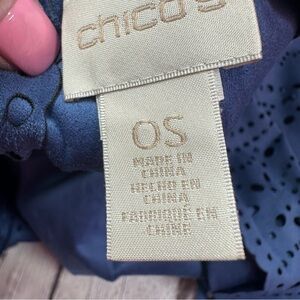 chico's
OS
MADE IN
CHINA
HECHO EN
CHINA
FABRIQUÉ EN
CHINE